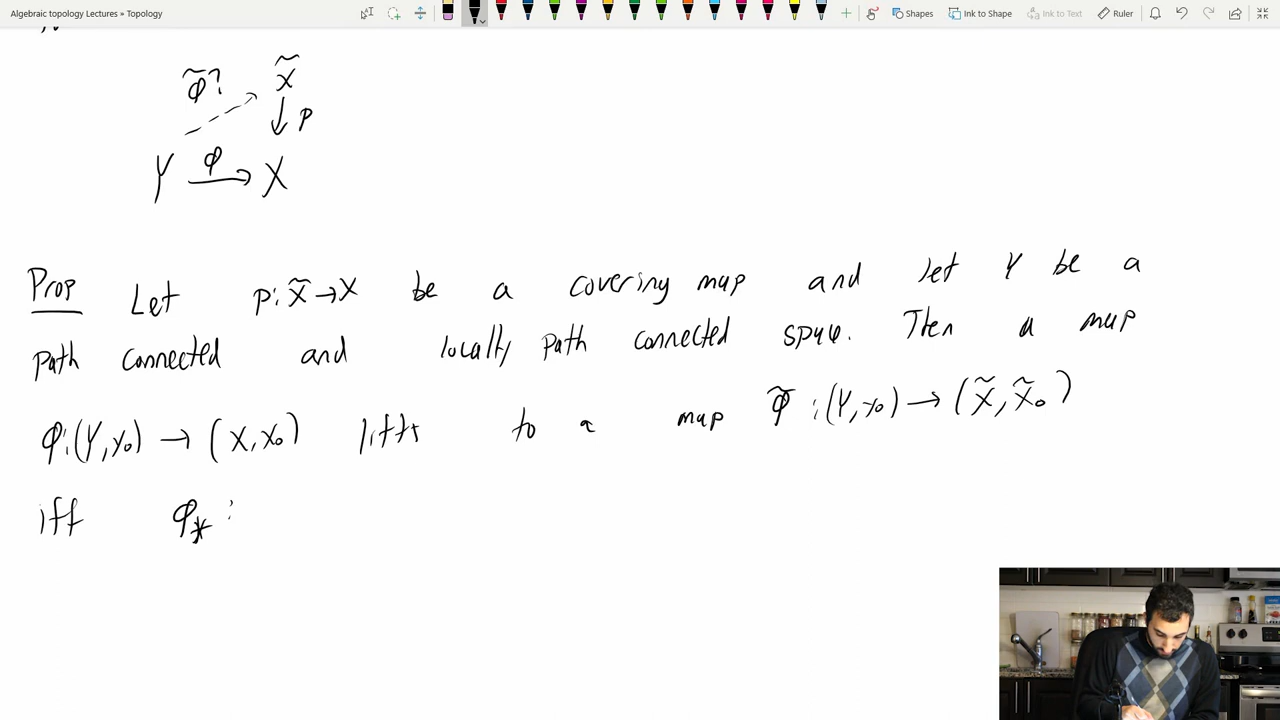 Algebraic topology Lectures » Topology
Shapes
Ink to Shape
Ink to Text
Ruler
φ̃? X̃
↓ p
Y φ→ X
Prop Let p: X̃ → X be a covering map and let Y be a
path connected and locally path connected space. Then a map
φ: (Y, y₀) → (X, x₀) lifts to a map φ̃ : (Y, y₀) → (X̃, x̃₀)
iff φ_* :